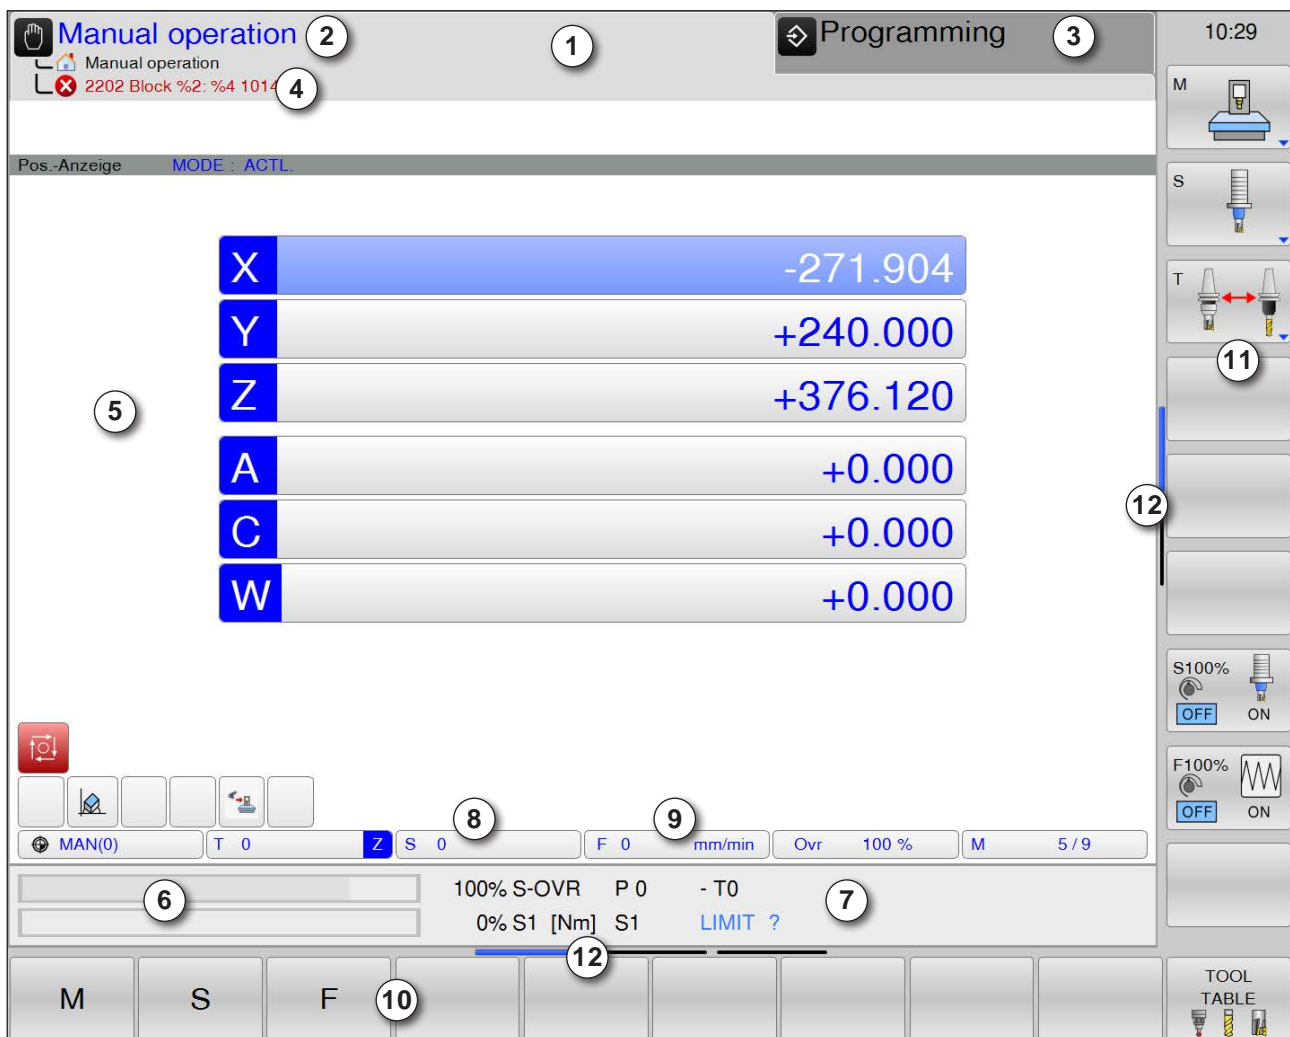 Manual operation 2
1
Programming 3
10:29
Manual operation
2202 Block %2: %4 1014 4
M
Pos.-Anzeige MODE : ACTL.
S
X -271.904
T
Y +240.000
11
Z +376.120
5
A +0.000
12
C +0.000
W +0.000
S100%
OFF ON
F100%
OFF ON
8
9
MAN(0) T 0 Z S 0 F 0 mm/min Ovr 100 % M 5 / 9
6
100% S-OVR P 0 - T0
7
0% S1 [Nm] S1 LIMIT ?
12
M S F 10
TOOL
TABLE